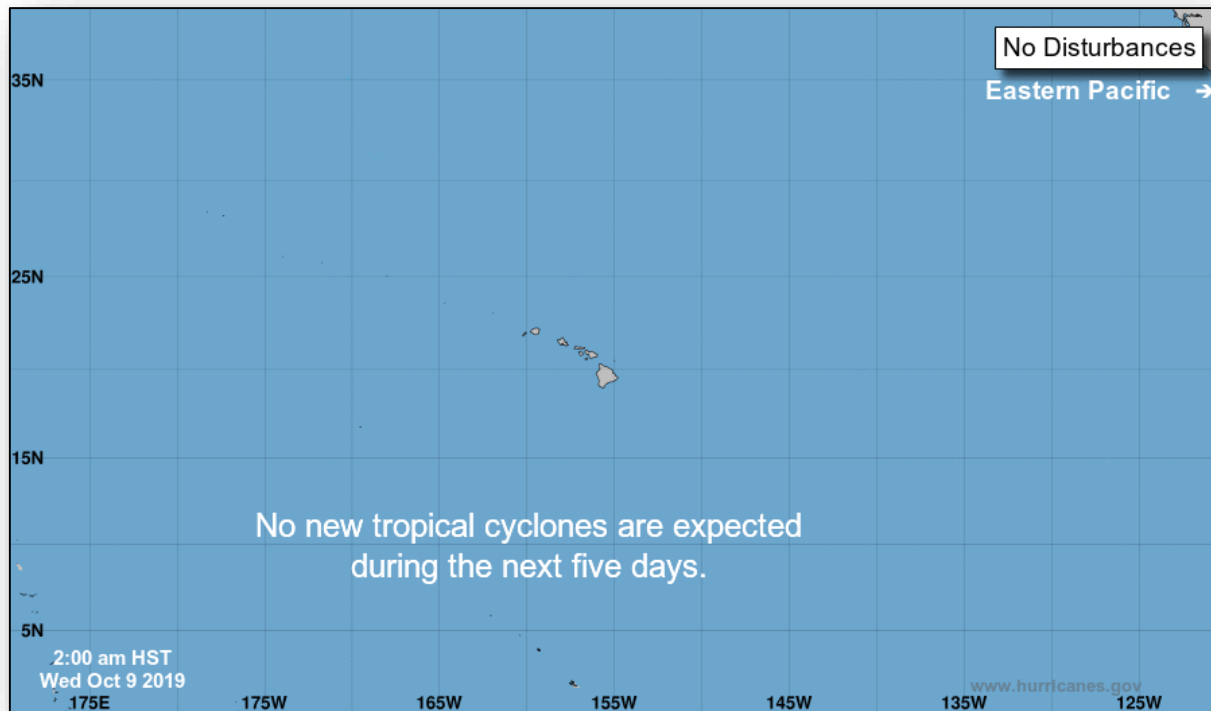 No Disturbances
35N
Eastern Pacific ➔
25N
15N
No new tropical cyclones are expected
during the next five days.
5N
2:00 am HST
Wed Oct 9 2019
www.hurricanes.gov
175E 175W 165W 155W 145W 135W 125W